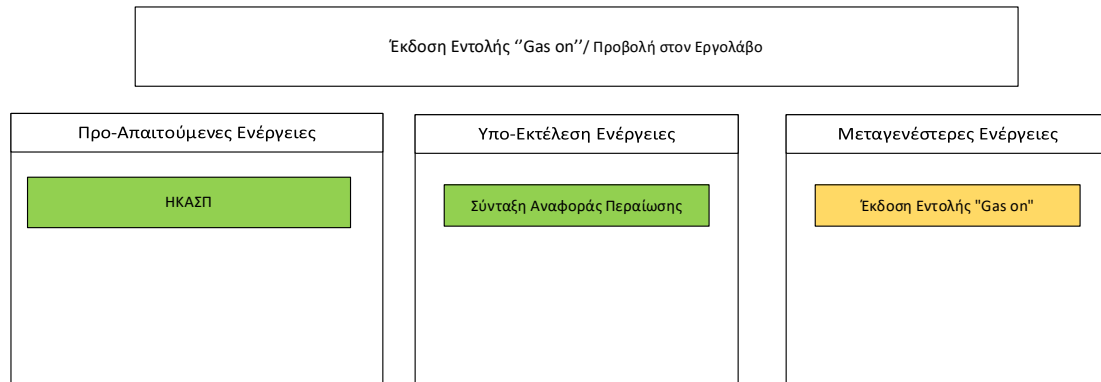 Έκδοση Εντολής ‘’Gas on’’/ Προβολή στον Εργολάβο
Προ-Απαιτούμενες Ενέργειες
ΗΚΑΣΠ
Υπο-Εκτέλεση Ενέργειες
Σύνταξη Αναφοράς Περαίωσης
Μεταγενέστερες Ενέργειες
Έκδοση Εντολής "Gas on"